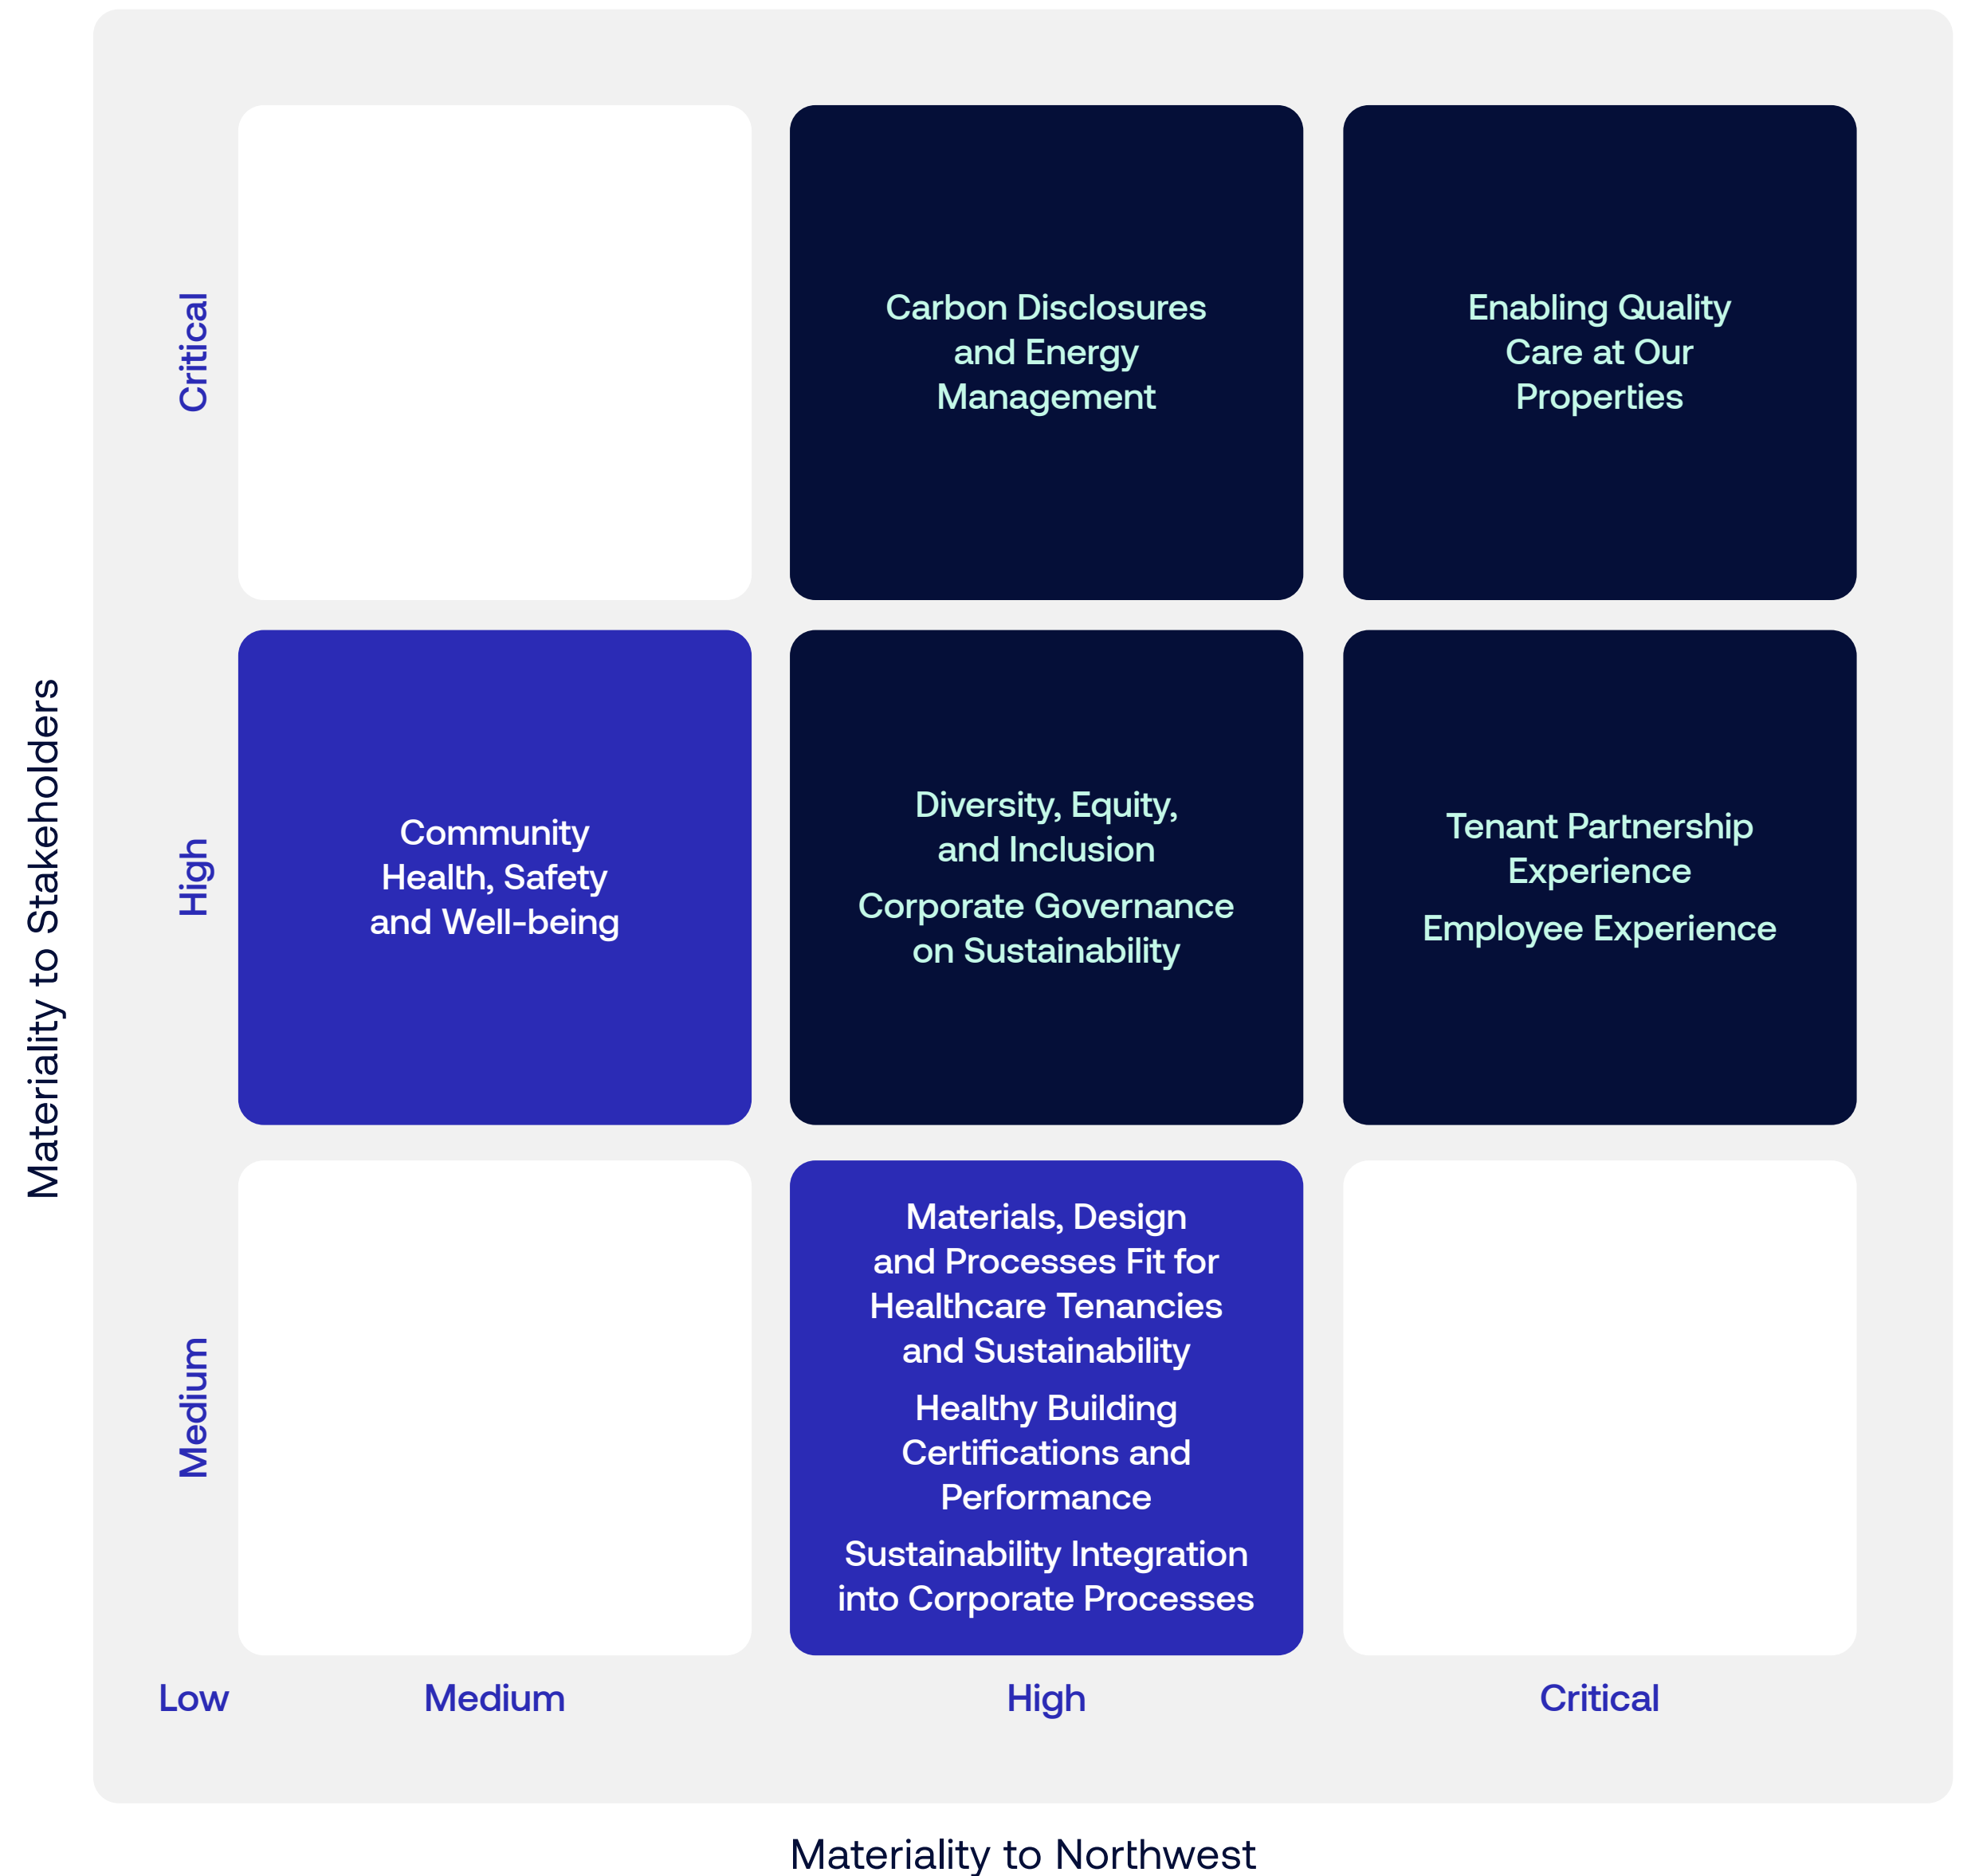 Materiality to Stakeholders
Critical
Carbon Disclosures
and Energy
Management
Enabling Quality
Care at Our
Properties
High
Community
Health, Safety
and Well-being
Diversity, Equity,
and Inclusion
Corporate Governance
on Sustainability
Tenant Partnership
Experience
Employee Experience
Medium
Materials, Design
and Processes Fit for
Healthcare Tenancies
and Sustainability
Healthy Building
Certifications and
Performance
Sustainability Integration
into Corporate Processes
Low
Medium
High
Critical
Materiality to Northwest